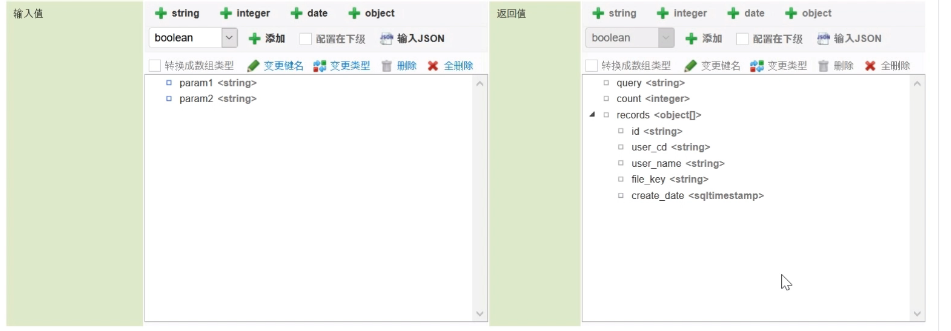 输入值
string integer date object
boolean 添加 配置在下级 输入JSON
转换成数组类型 变更键名 变更类型 删除 全删除
param1 <string>
param2 <string>
返回值
string integer date object
boolean 添加 配置在下级 输入JSON
转换成数组类型 变更键名 变更类型 删除 全删除
query <string>
count <integer>
records <object[]>
id <string>
user_cd <string>
user_name <string>
file_key <string>
create_date <sqltimestamp>